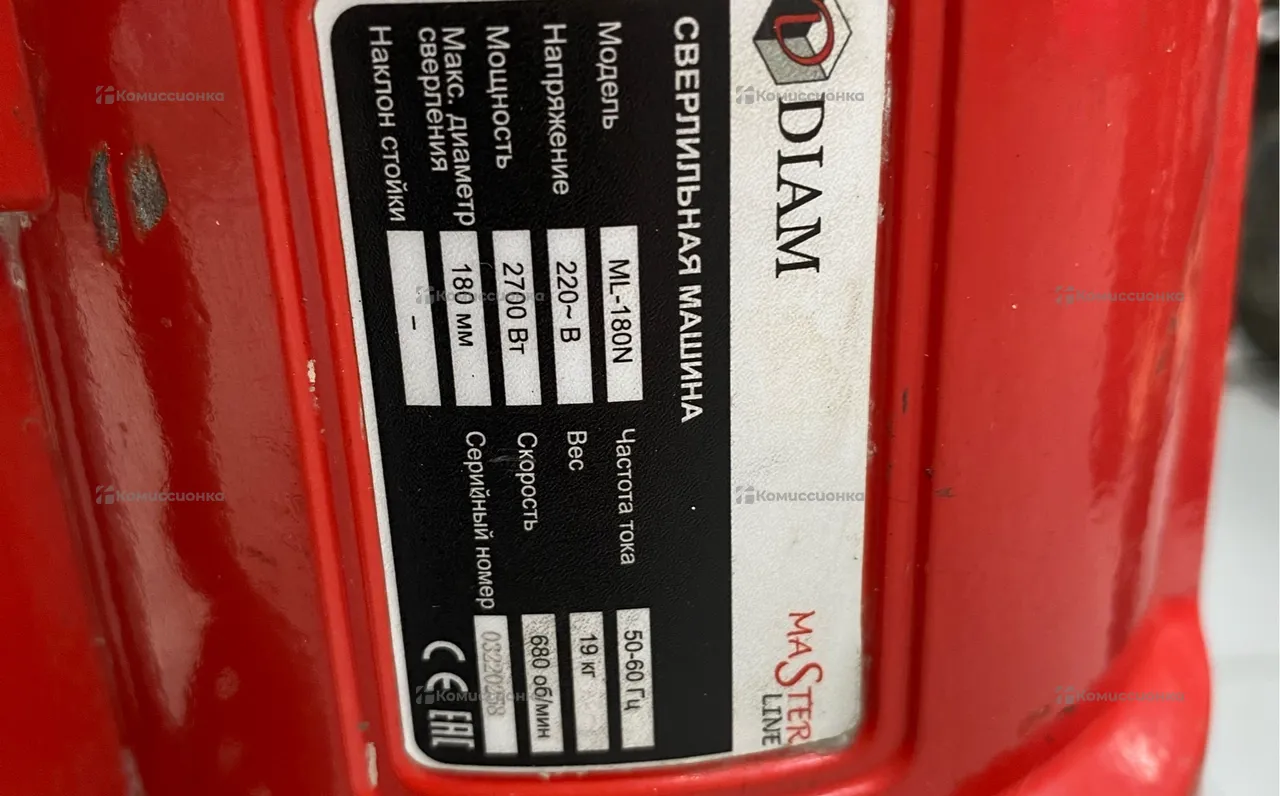 DIAM
MASTER
LINE
СВЕРЛИЛЬНАЯ МАШИНА
Модель ML-180N
Частота тока 50-60 Гц
Напряжение 220~ В
Вес 19 кг
Мощность 2700 Вт
Скорость 680 об/мин
Макс. диаметр
сверления 180 мм
Серийный номер
Наклон стойки –
CE EAC
Комиссионка
Комиссионка
Комиссионка
Комиссионка
Комиссионка
Комиссионка
Комиссионка
Комиссионка